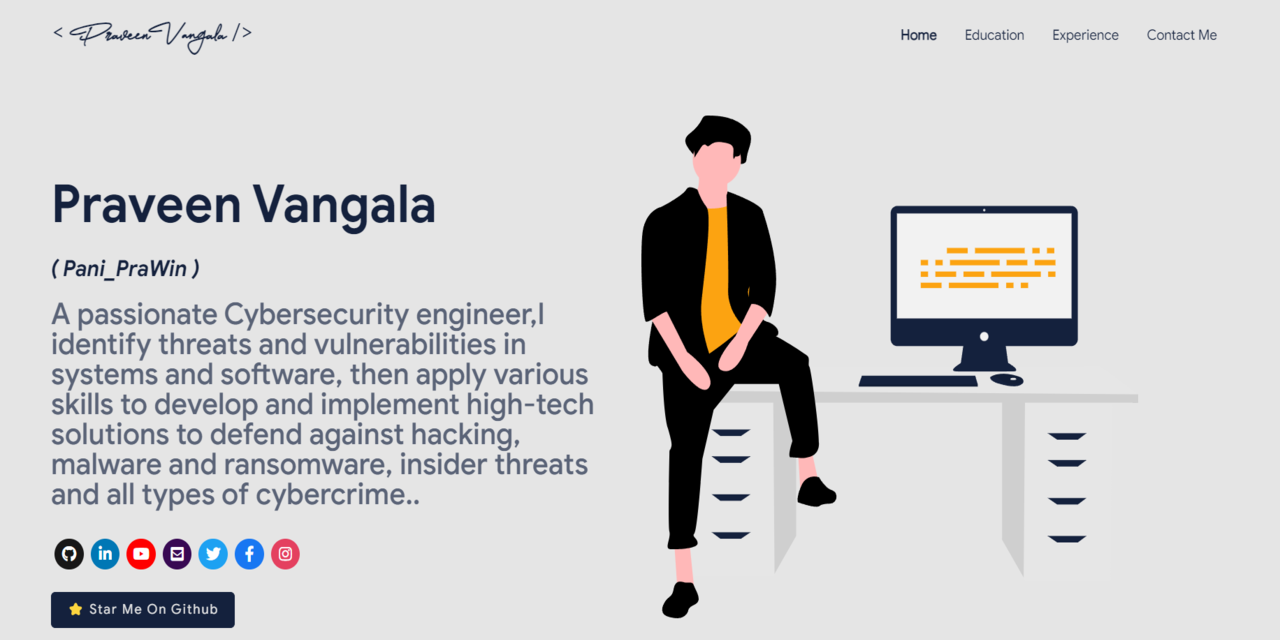 < Praveen Vangala />
Home Education Experience Contact Me
Praveen Vangala
( Pani_PraWin )
A passionate Cybersecurity engineer,I
identify threats and vulnerabilities in
systems and software, then apply various
skills to develop and implement high-tech
solutions to defend against hacking,
malware and ransomware, insider threats
and all types of cybercrime..
in
Star Me On Github